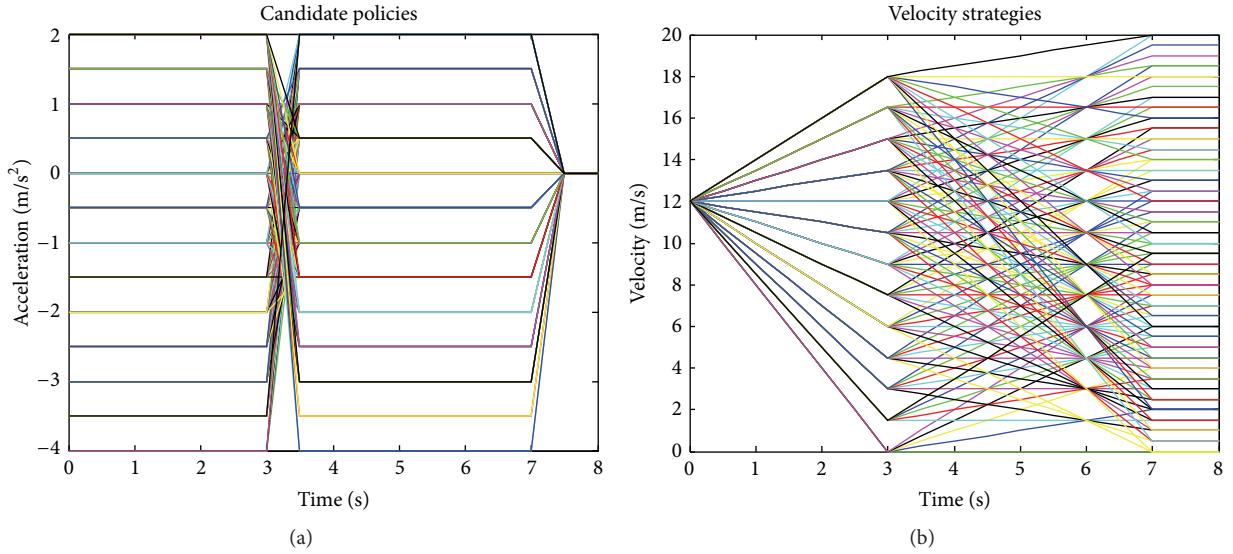 Candidate policies
2
1
0
−1
−2
−3
−4
Acceleration (m/s²)
0 1 2 3 4 5 6 7 8
Time (s)
(a)
Velocity strategies
20
18
16
14
12
10
8
6
4
2
0
Velocity (m/s)
0 1 2 3 4 5 6 7 8
Time (s)
(b)